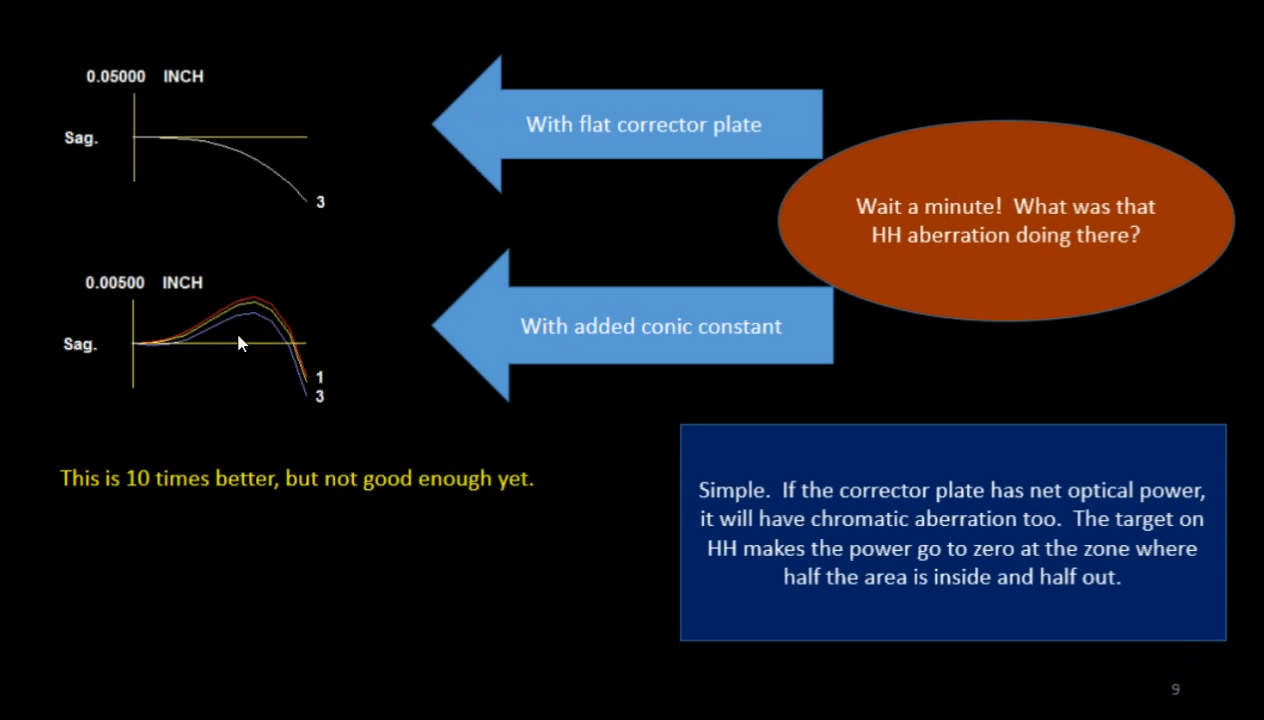 0.05000 INCH
Sag.
3
With flat corrector plate
Wait a minute! What was that
HH aberration doing there?
0.00500 INCH
Sag.
1
3
With added conic constant
This is 10 times better, but not good enough yet.
Simple. If the corrector plate has net optical power,
it will have chromatic aberration too. The target on
HH makes the power go to zero at the zone where
half the area is inside and half out.
9